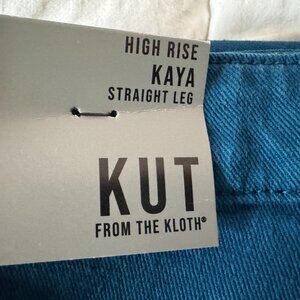 HIGH RISE
KAYA
STRAIGHT LEG
KUT
FROM THE KLOTH®